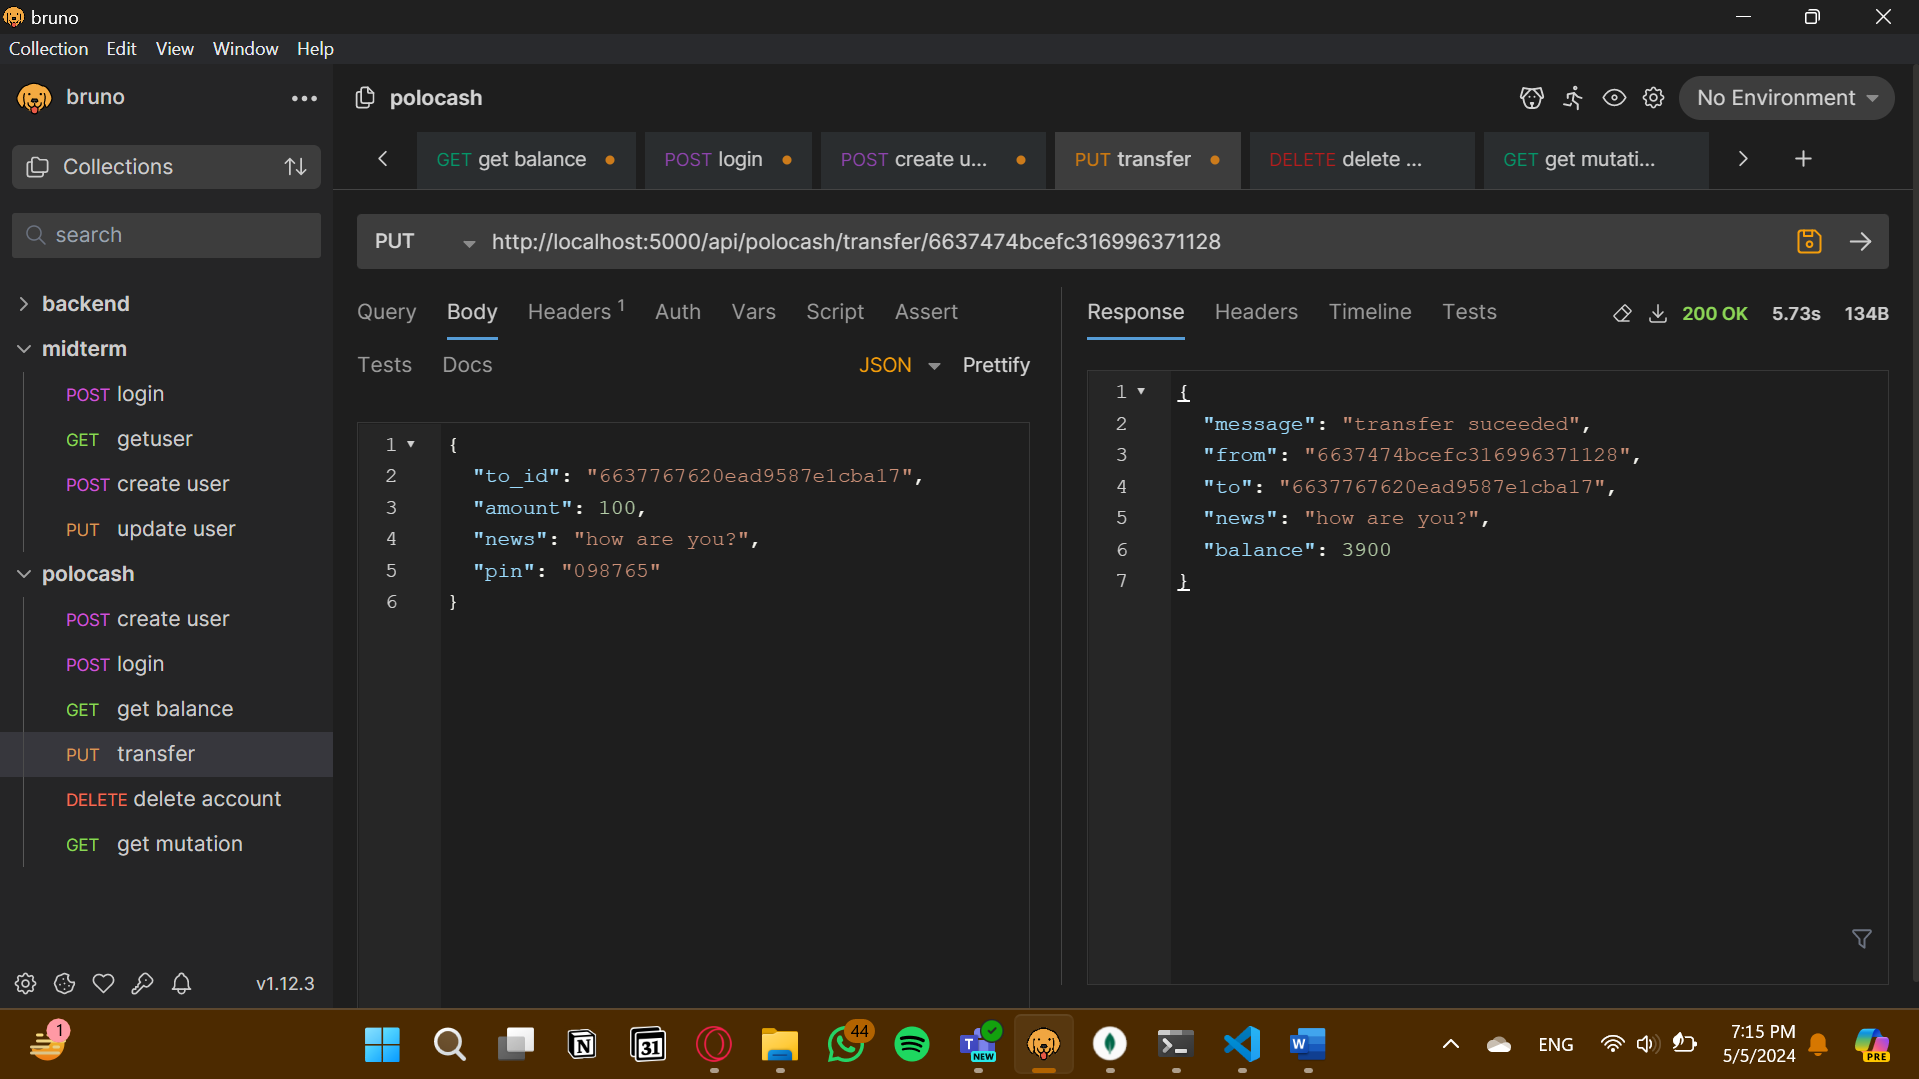 bruno
Collection Edit View Window Help
bruno
Collections
search
backend
midterm
POST login
GET getuser
POST create user
PUT update user
polocash
POST create user
POST login
GET get balance
PUT transfer
DELETE delete account
GET get mutation
v1.12.3
polocash
No Environment
GET get balance
POST login
POST create u...
PUT transfer
DELETE delete ...
GET get mutati...
PUT http://localhost:5000/api/polocash/transfer/6637474bcefc316996371128
Query Body Headers 1 Auth Vars Script Assert
Tests Docs JSON Prettify
1 {
2 "to_id": "6637767620ead9587e1cba17",
3 "amount": 100,
4 "news": "how are you?",
5 "pin": "098765"
6 }
Response Headers Timeline Tests 200 OK 5.73s 134B
1 {
2 "message": "transfer suceeded",
3 "from": "6637474bcefc316996371128",
4 "to": "6637767620ead9587e1cba17",
5 "news": "how are you?",
6 "balance": 3900
7 }
1
N
31
44
T
NEW
W
ENG
7:15 PM
5/5/2024
PRE